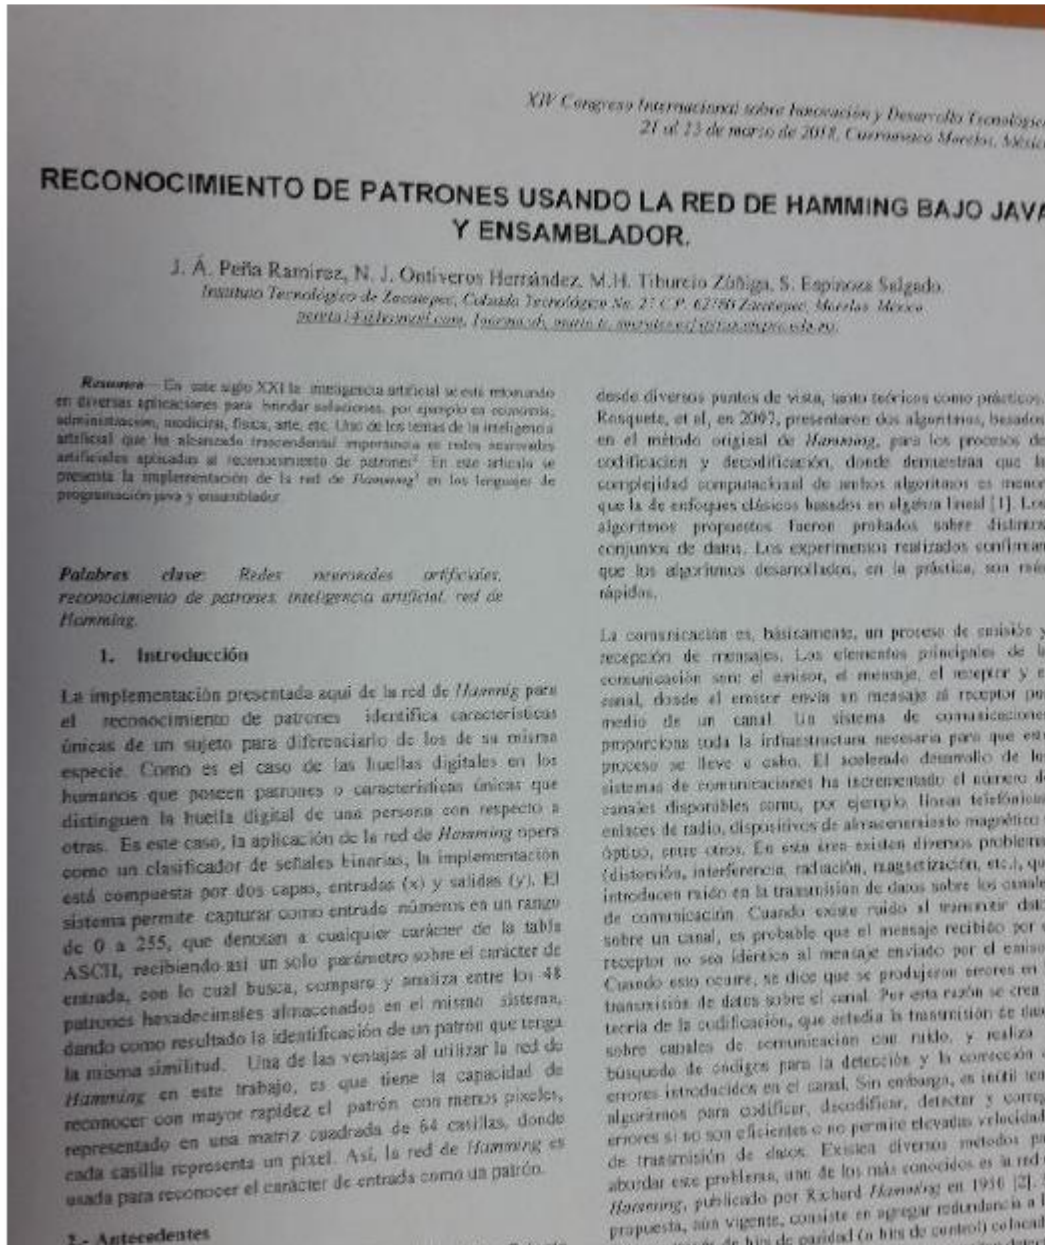 XIV Congreso Internacional sobre Innovación y Desarrollo Tecnológico
21 al 23 de marzo de 2018, Cuernavaca Morelos, México
RECONOCIMIENTO DE PATRONES USANDO LA RED DE HAMMING BAJO JAVA
Y ENSAMBLADOR.
J. Á. Peña Ramírez, N. J. Ontiveros Hernández, M.H. Tiburcio Zúñiga, S. Espinoza Salgado
Instituto Tecnológico de Zacatepec, Calzada Tecnológico No. 27 C.P. 62780 Zacatepec, Morelos México
Resumen— En este siglo XXI la inteligencia artificial se está retomando
en diversas aplicaciones para brindar soluciones, por ejemplo en economía,
administración, medicina, física, arte, etc. Uno de los temas de la inteligencia
artificial que ha alcanzado trascendental importancia es redes neuronales
artificiales aplicadas al reconocimiento de patrones. En este artículo se
presenta la implementación de la red de Hamming en los lenguajes de
programación java y ensamblador
Palabras clave: Redes neuronales artificiales,
reconocimiento de patrones, inteligencia artificial, red de
Hamming.
1. Introducción
La implementación presentada aquí de la red de Hammig para
el reconocimiento de patrones identifica características
únicas de un sujeto para diferenciarlo de los de su misma
especie. Como es el caso de las huellas digitales en los
humanos que poseen patrones o características únicas que
distinguen la huella digital de una persona con respecto a
otras. Es este caso, la aplicación de la red de Hamming opera
como un clasificador de señales binarias, la implementación
está compuesta por dos capas, entradas (x) y salidas (y). El
sistema permite capturar como entrada números en un rango
de 0 a 255, que denotan a cualquier carácter de la tabla
ASCII, recibiendo así un solo parámetro sobre el carácter de
entrada, con lo cual busca, compara y analiza entre los 48
patrones hexadecimales almacenados en el mismo sistema,
dando como resultado la identificación de un patrón que tenga
la misma similitud. Una de las ventajas al utilizar la red de
Hamming en este trabajo, es que tiene la capacidad de
reconocer con mayor rapidez el patrón con menos pixeles,
representado en una matriz cuadrada de 64 casillas, donde
cada casilla representa un pixel. Así, la red de Hamming es
usada para reconocer el carácter de entrada como un patrón.
2.- Antecedentes
desde diversos puntos de vista, tanto teóricos como prácticos.
Rosquete, et al, en 2007, presentaron dos algoritmos, basados
en el método original de Hamming, para los procesos de
codificación y decodificación, donde demuestran que la
complejidad computacional de ambos algoritmos es menor
que la de enfoques clásicos basados en algebra lineal [1]. Los
algoritmos propuestos fueron probados sobre distintos
conjuntos de datos. Los experimentos realizados confirman
que los algoritmos desarrollados, en la práctica, son más
rápidos.
La comunicación es, básicamente, un proceso de emisión y
recepción de mensajes. Los elementos principales de la
comunicación son: el emisor, el mensaje, el receptor y el
canal, donde el emisor envía un mensaje al receptor por
medio de un canal. Un sistema de comunicaciones
proporciona toda la infraestructura necesaria para que este
proceso se lleve a cabo. El acelerado desarrollo de los
sistemas de comunicaciones ha incrementado el número de
canales disponibles como, por ejemplo, líneas telefónicas
enlaces de radio, dispositivos de almacenamiento magnético
óptico, entre otros. En esta área existen diversos problemas
(distorsión, interferencia, radiación, magnetización, etc.), que
introducen ruido en la transmisión de datos sobre los canales
de comunicación. Cuando existe ruido al transmitir datos
sobre un canal, es probable que el mensaje recibido por
receptor no sea idéntico al mensaje enviado por el emisor
Cuando esto ocurre, se dice que se produjeron errores en
transmisión de datos sobre el canal. Por esta razón se crea
teoría de la codificación, que estudia la transmisión de datos
sobre canales de comunicación con ruido, y realiza
búsqueda de códigos para la detección y la corrección
errores introducidos en el canal. Sin embargo, es inútil
algoritmos para codificar, decodificar, detectar y
errores si no son eficientes o no permite elevadas
de transmisión de datos. Existen diversos métodos
abordar este problema, uno de los más conocidos es la red
Hamming, publicado por Richard Hamming en 1950 [2].
propuesta, aún vigente, consiste en agregar redundancia a
de bits de paridad (o bits de control)